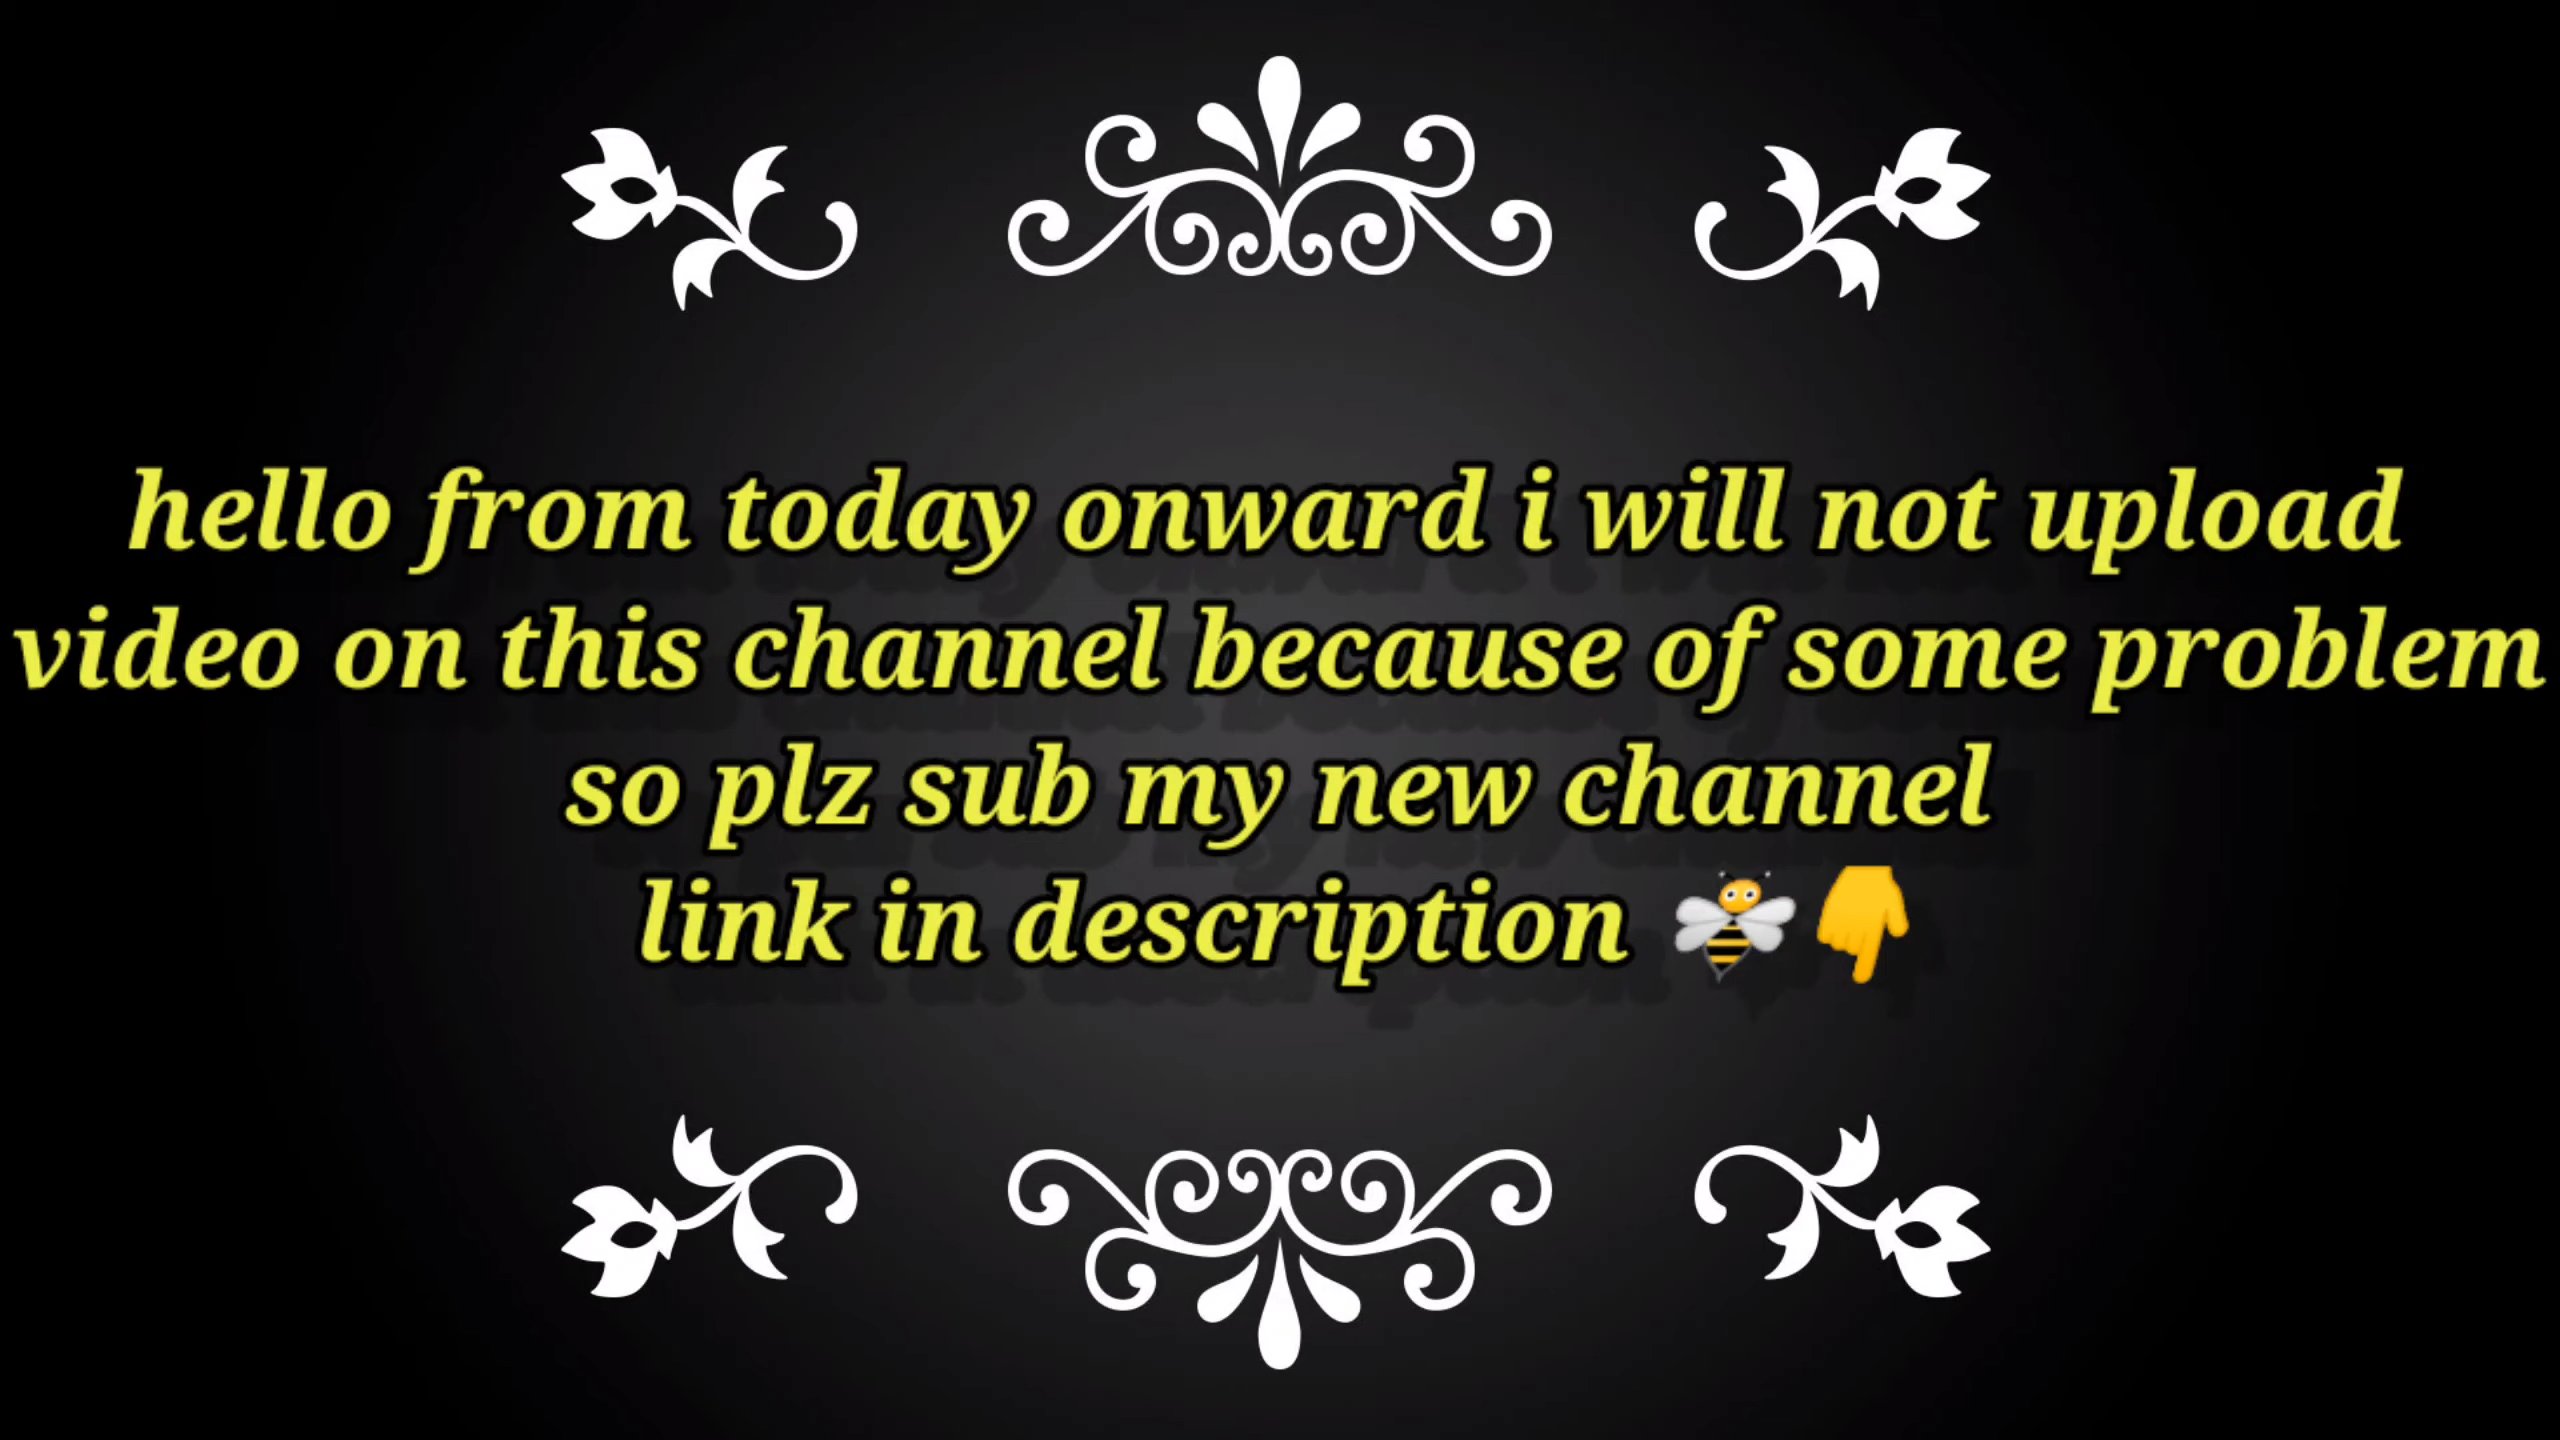 hello from today onward i will not upload
video on this channel because of some problem
so plz sub my new channel
link in description 🐝👇